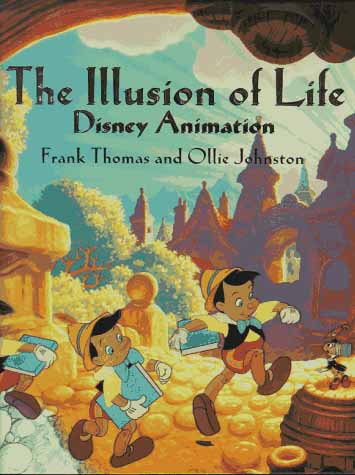 The Illusion of Life
Disney Animation
Frank Thomas and Ollie Johnston